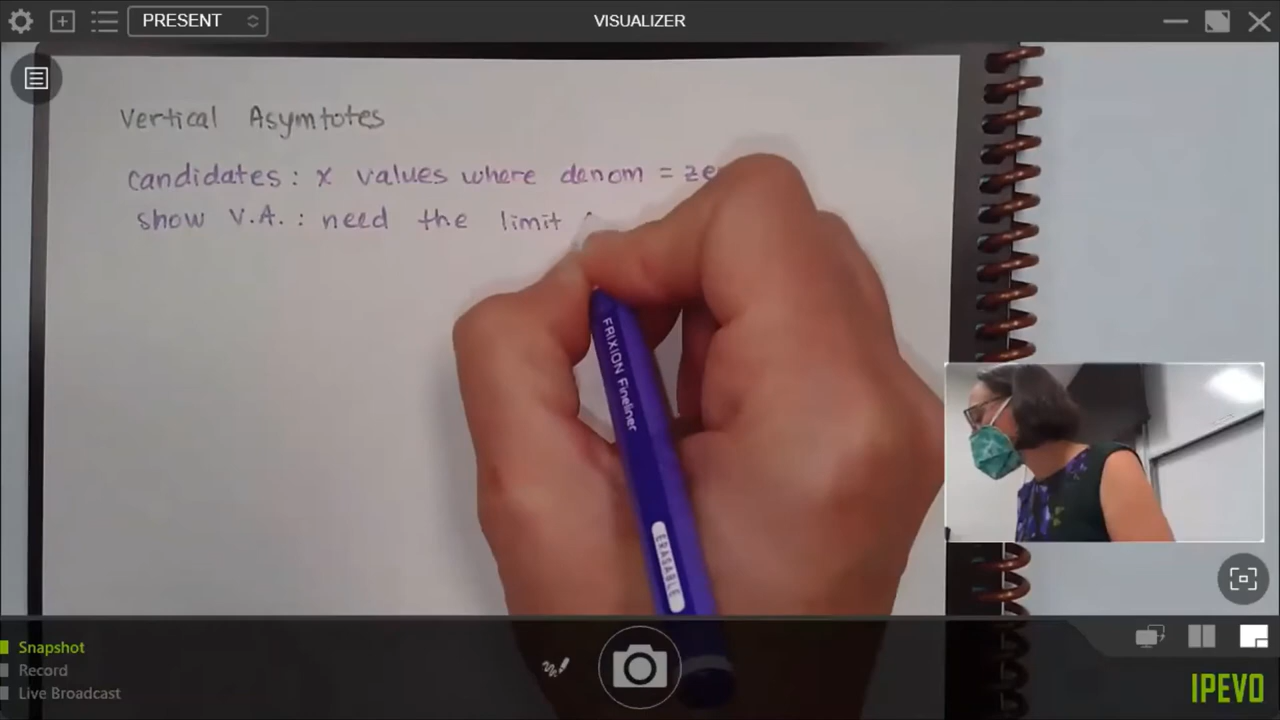 PRESENT
VISUALIZER
Vertical Asymtotes
candidates: x values where denom =
show V.A.: need the limit
FRIXION Fineliner
ERASABLE
Snapshot
Record
Live Broadcast
IPEVO